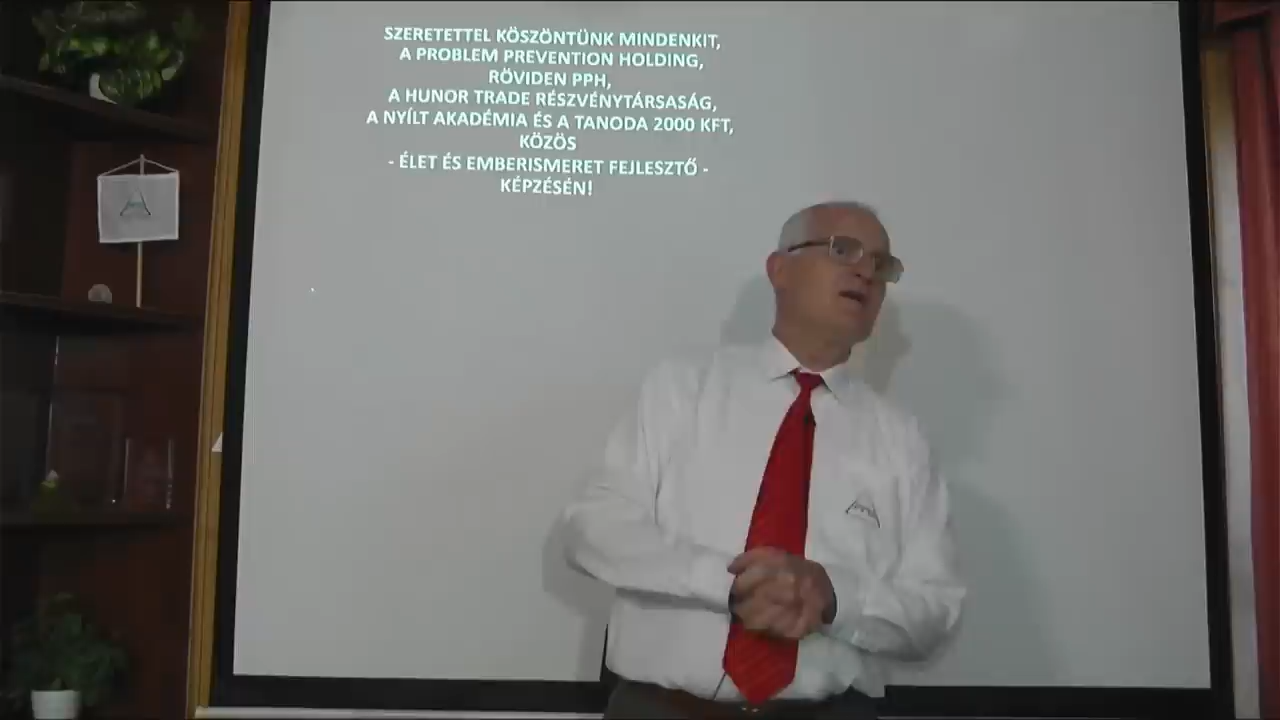 SZERETETTEL KÖSZÖNTÜNK MINDENKIT,
A PROBLEM PREVENTION HOLDING,
RÖVIDEN PPH,
A HUNOR TRADE RÉSZVÉNYTÁRSASÁG,
A NYÍLT AKADÉMIA ÉS A TANODA 2000 KFT,
KÖZÖS
- ÉLET ÉS EMBERISMERET FEJLESZTŐ -
KÉPZÉSÉN!